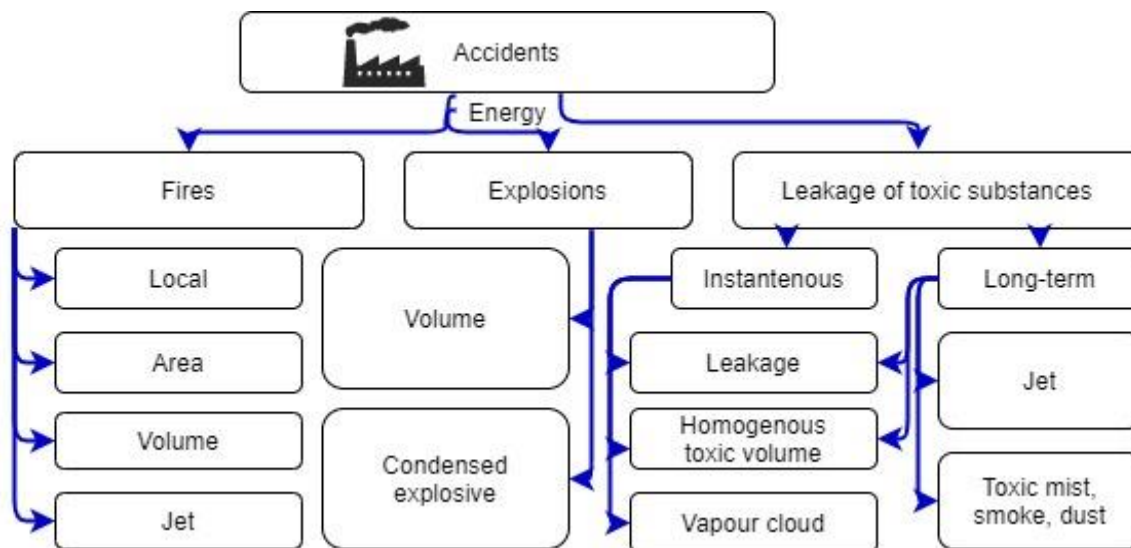 Accidents
Energy
Fires
Explosions
Leakage of toxic substances
Local
Area
Volume
Jet
Volume
Condensed
explosive
Instantenous
Long-term
Leakage
Homogenous
toxic volume
Vapour cloud
Jet
Toxic mist,
smoke, dust